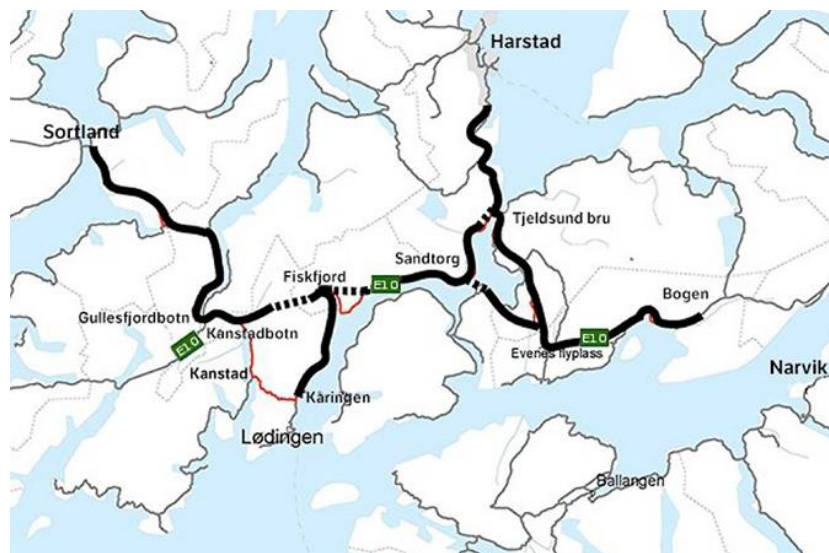 Harstad
Sortland
Tjeldsund bru
Sandtorg
Fiskfjord
E10
Bogen
Gullesfjordbotn
Kanstadbotn
E10
E10
Evenes flyplass
Kanstad
Narvik
Kåringen
Lødingen
Ballangen